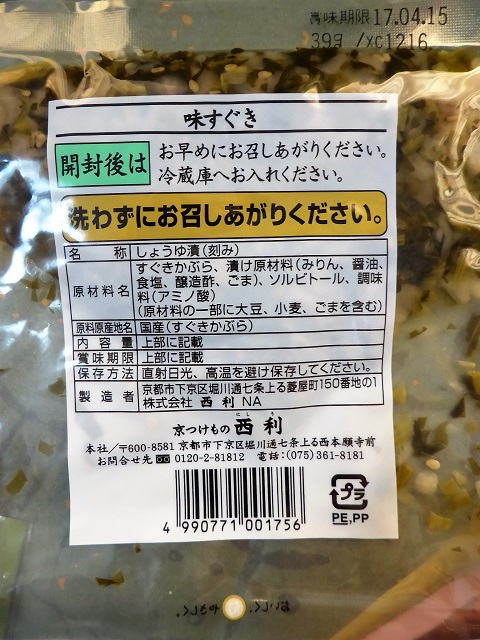 賞味期限 17.04.15
39g /xc1216
味すぐき
開封後は
お早めにお召しあがりください。
冷蔵庫へお入れください。
洗わずにお召しあがりください。
名称 しょうゆ漬(刻み)
原材料名 すぐきかぶら、漬け原材料(みりん、醤油、
食塩、醸造酢、ごま)、ソルビトール、調味
料(アミノ酸)
(原材料の一部に大豆、小麦、ごまを含む)
原料原産地名 国産(すぐきかぶら)
内容量 上部に記載
賞味期限 上部に記載
保存方法 直射日光、高温を避け保存してください。
製造者 京都市下京区堀川通七条上る菱屋町150番地の1
株式会社 西利 NA
京つけもの 西利
にしり
本社/〒600-8581 京都市下京区堀川通七条上る西本願寺前
お問合せ先 0120-2-81812 電話:(075)361-8181
4 990771 001756
プラ
PE,PP
おいしく、やさしく。